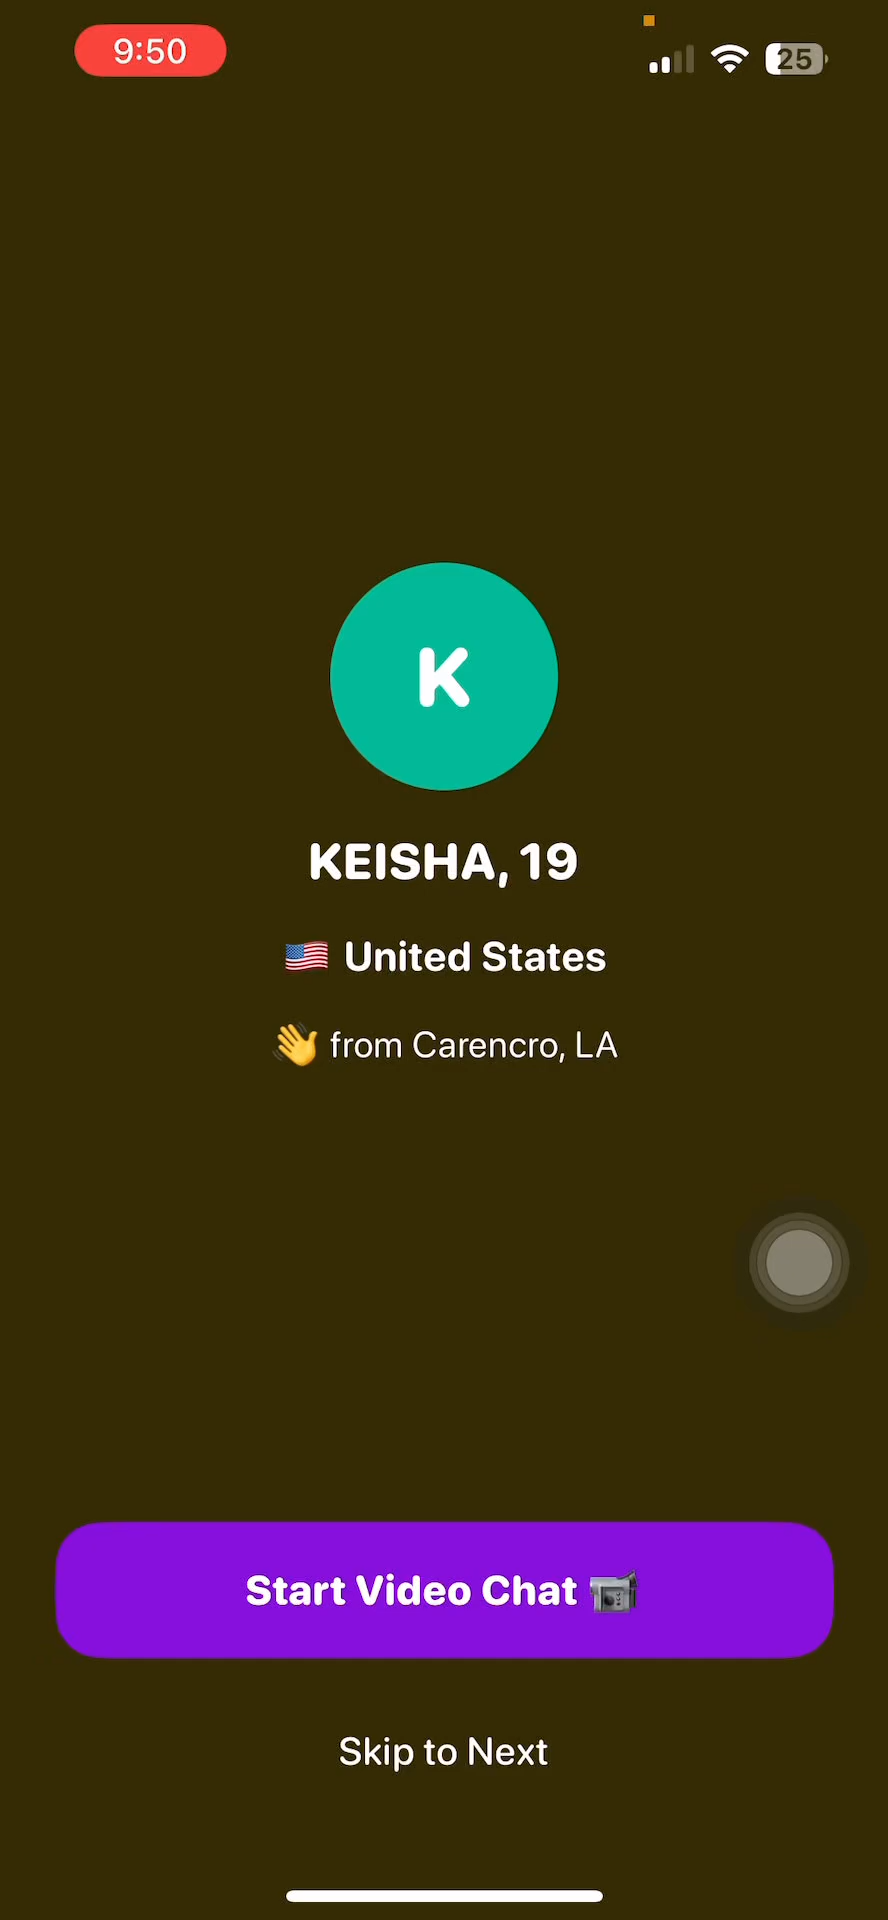 9:50
25
K
KEISHA, 19
United States
from Carencro, LA
Start Video Chat
Skip to Next